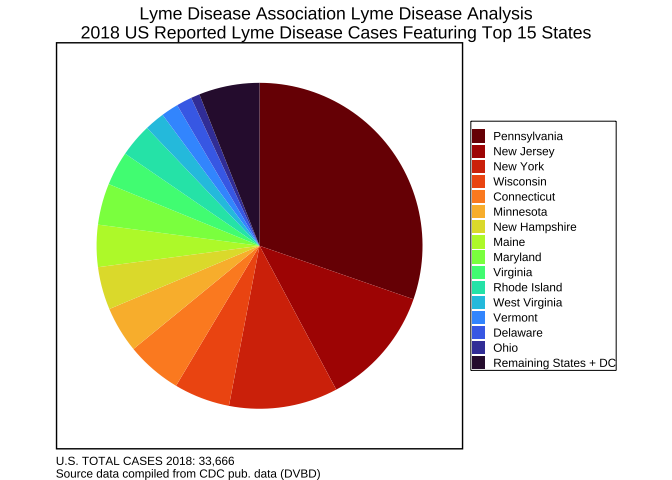 Lyme Disease Association Lyme Disease Analysis
2018 US Reported Lyme Disease Cases Featuring Top 15 States
Pennsylvania
New Jersey
New York
Wisconsin
Connecticut
Minnesota
New Hampshire
Maine
Maryland
Virginia
Rhode Island
West Virginia
Vermont
Delaware
Ohio
Remaining States + DC
U.S. TOTAL CASES 2018: 33,666
Source data compiled from CDC pub. data (DVBD)